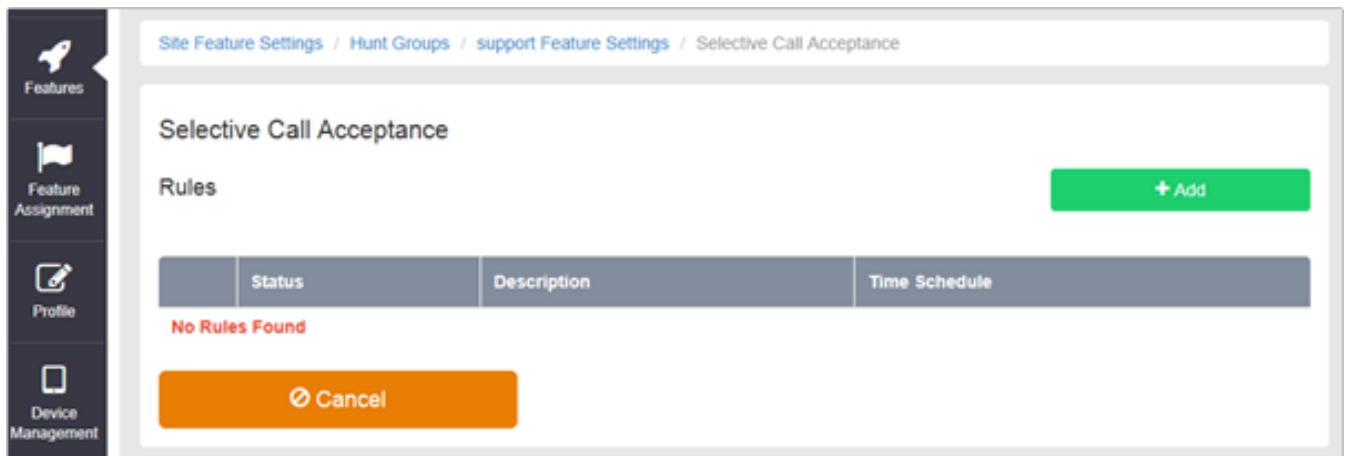 Features
Feature
Assignment
Profile
Device
Management
Site Feature Settings / Hunt Groups / support Feature Settings / Selective Call Acceptance
Selective Call Acceptance
Rules
+ Add
Status Description Time Schedule
No Rules Found
Cancel